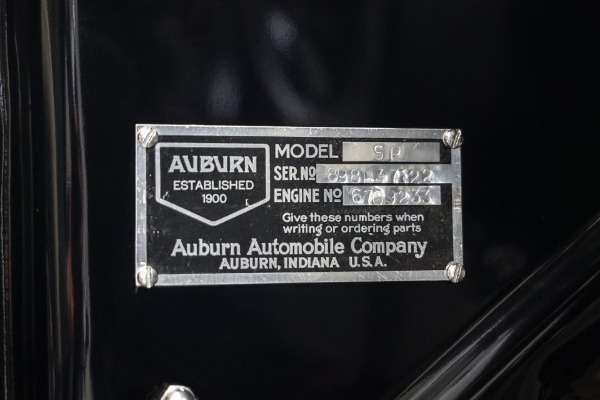 AUBURN
ESTABLISHED
1900
MODEL SP
SER.NO
ENGINE NO
Give these numbers when
writing or ordering parts
Auburn Automobile Company
AUBURN, INDIANA U.S.A.